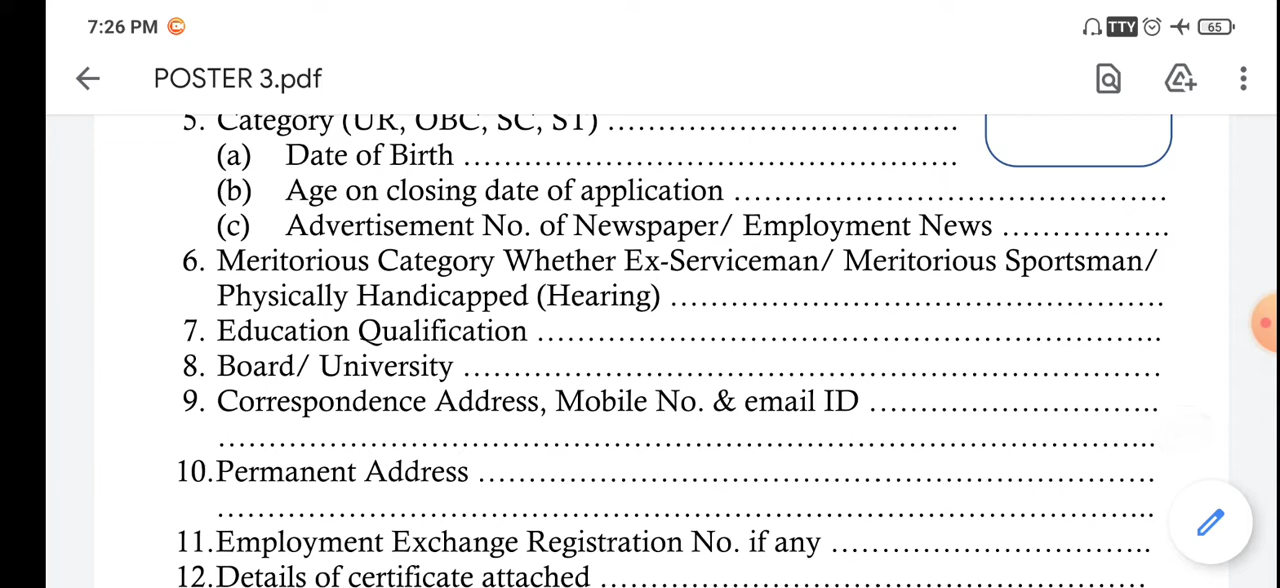 7:26 PM TTY 65
POSTER 3.pdf
5. Category (UR, OBC, SC, ST) ........................................
(a) Date of Birth ..........................................................
(b) Age on closing date of application ...................................................
(c) Advertisement No. of Newspaper/ Employment News ....................
6. Meritorious Category Whether Ex-Serviceman/ Meritorious Sportsman/
Physically Handicapped (Hearing) ..........................................................
7. Education Qualification ..........................................................................
8. Board/ University ...................................................................................
9. Correspondence Address, Mobile No. & email ID ..................................
..............................................................................................................
10.Permanent Address ................................................................................
..............................................................................................................
11.Employment Exchange Registration No. if any ......................................
12.Details of certificate attached ................................................................